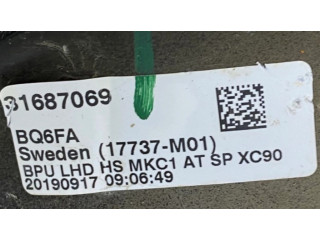 31687069
BQ6FA
Sweden (17737-M01)
BPU LHD HS MKC1 AT SP XC90
20190917 09:06:49